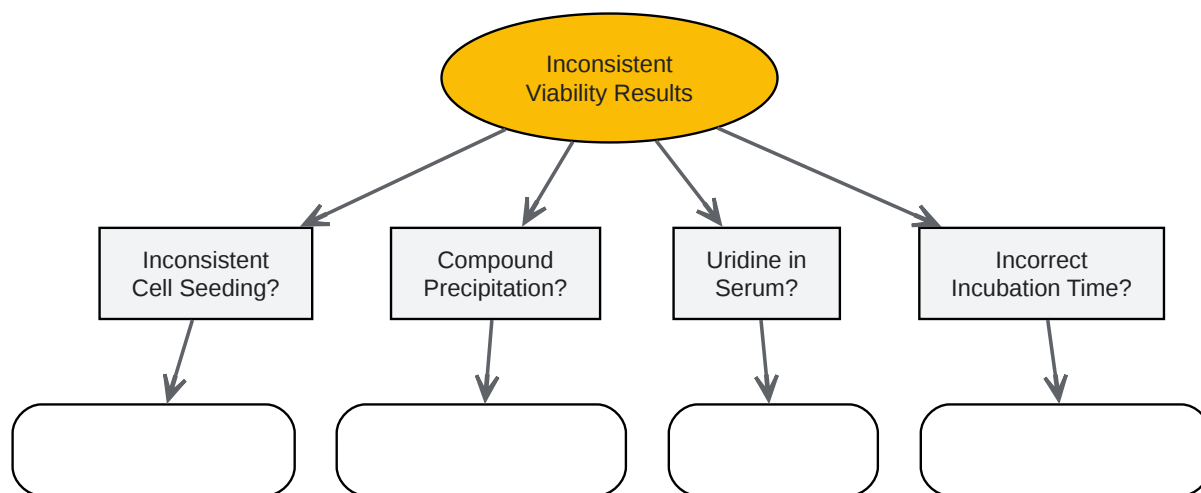 Inconsistent
Viability Results
Inconsistent
Cell Seeding?
Compound
Precipitation?
Uridine in
Serum?
Incorrect
Incubation Time?